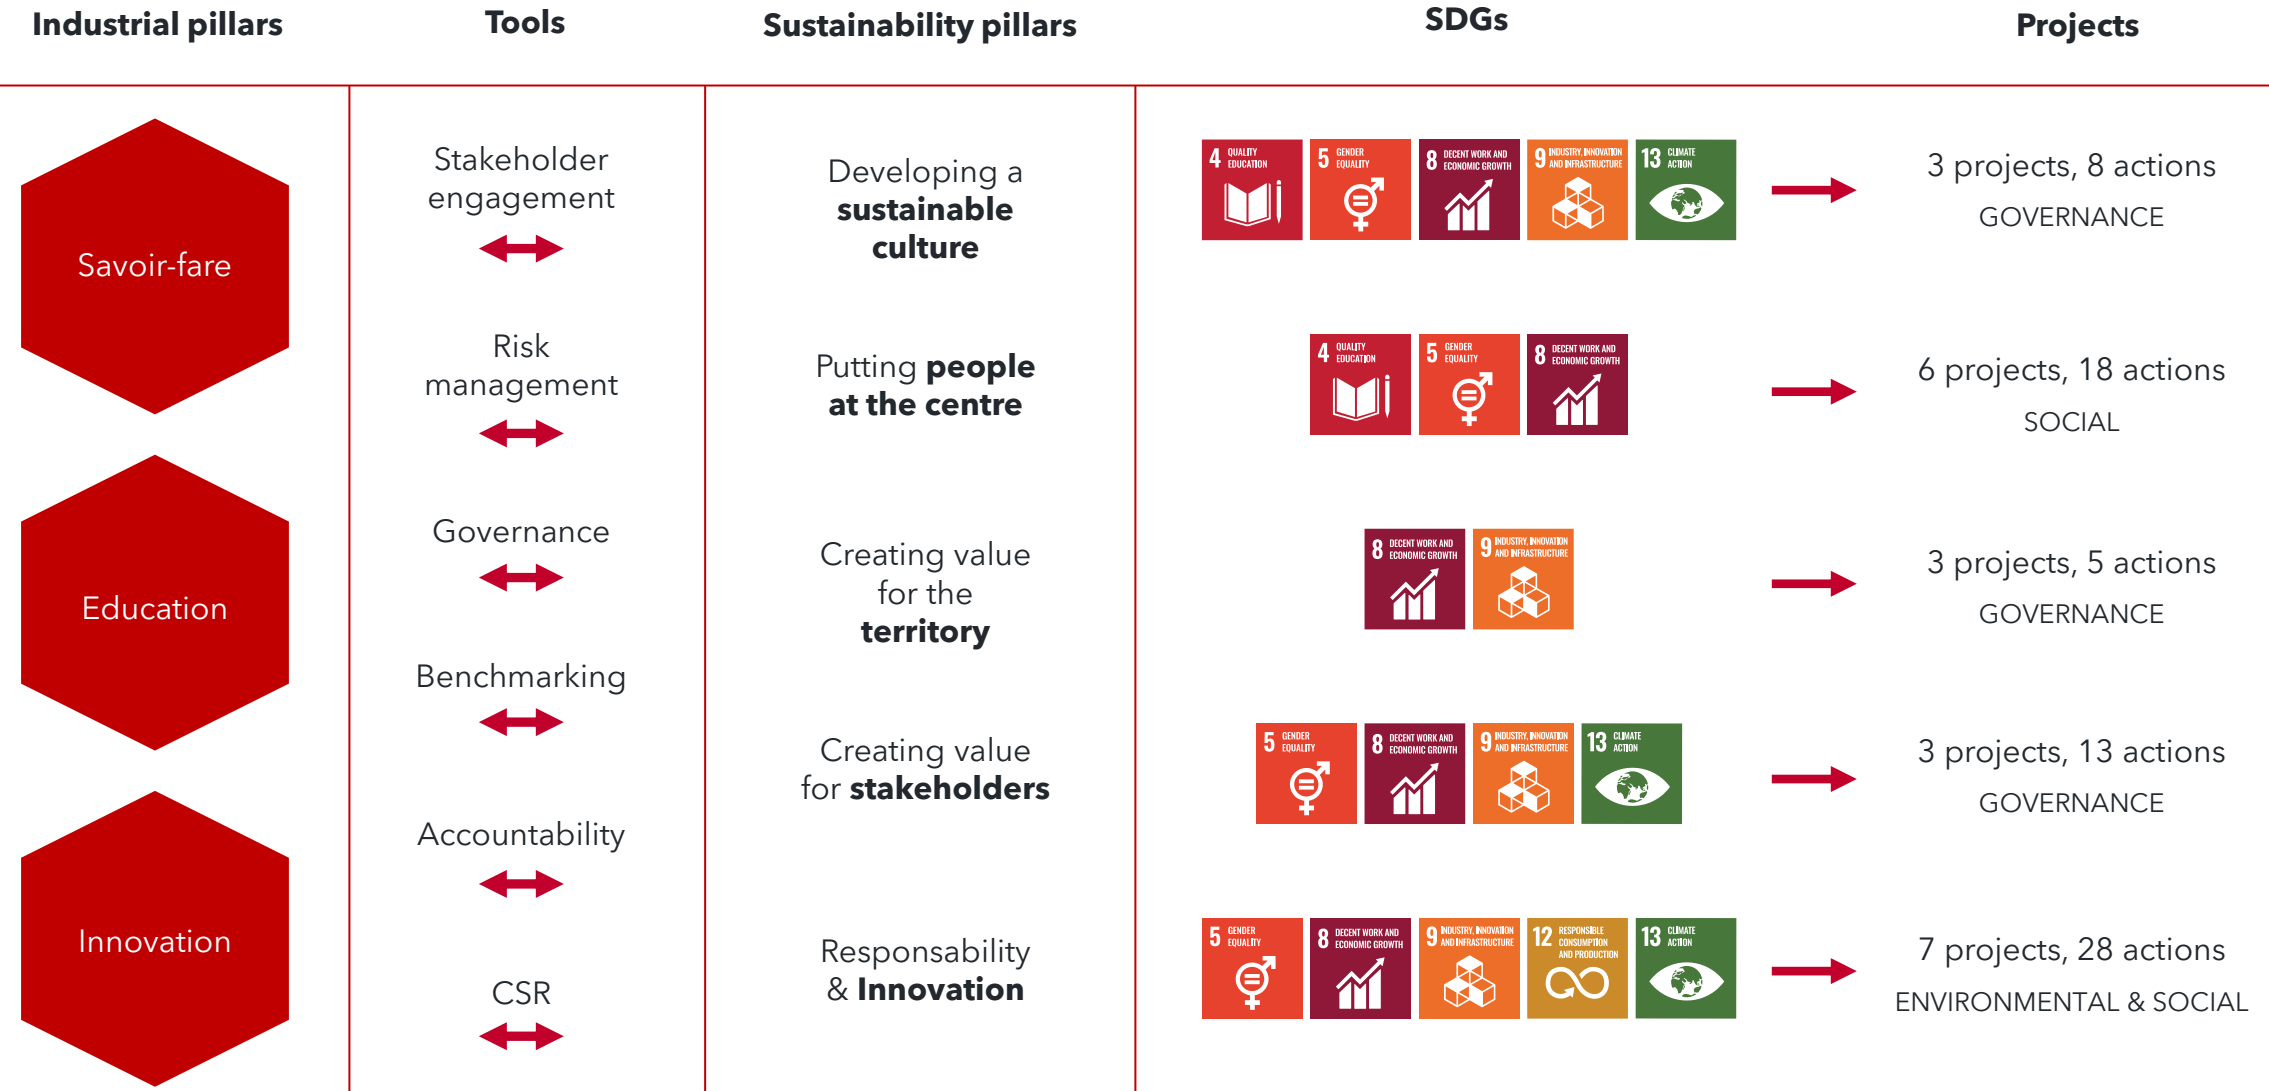 Industrial pillars
Tools
Sustainability pillars
SDGs
Projects
Savoir-fare
Education
Innovation
Stakeholder
engagement
Risk
management
Governance
Benchmarking
Accountability
CSR
Developing a
sustainable
culture
4 QUALITY
EDUCATION
5 GENDER
EQUALITY
8 DECENT WORK AND
ECONOMIC GROWTH
9 INDUSTRY, INNOVATION
AND INFRASTRUCTURE
13 CLIMATE
ACTION
3 projects, 8 actions
GOVERNANCE
Putting people
at the centre
4 QUALITY
EDUCATION
5 GENDER
EQUALITY
8 DECENT WORK AND
ECONOMIC GROWTH
6 projects, 18 actions
SOCIAL
Creating value
for the
territory
8 DECENT WORK AND
ECONOMIC GROWTH
9 INDUSTRY, INNOVATION
AND INFRASTRUCTURE
3 projects, 5 actions
GOVERNANCE
Creating value
for stakeholders
5 GENDER
EQUALITY
8 DECENT WORK AND
ECONOMIC GROWTH
9 INDUSTRY, INNOVATION
AND INFRASTRUCTURE
13 CLIMATE
ACTION
3 projects, 13 actions
GOVERNANCE
Responsability
& Innovation
5 GENDER
EQUALITY
8 DECENT WORK AND
ECONOMIC GROWTH
9 INDUSTRY, INNOVATION
AND INFRASTRUCTURE
12 RESPONSIBLE
CONSUMPTION
AND PRODUCTION
13 CLIMATE
ACTION
7 projects, 28 actions
ENVIRONMENTAL & SOCIAL